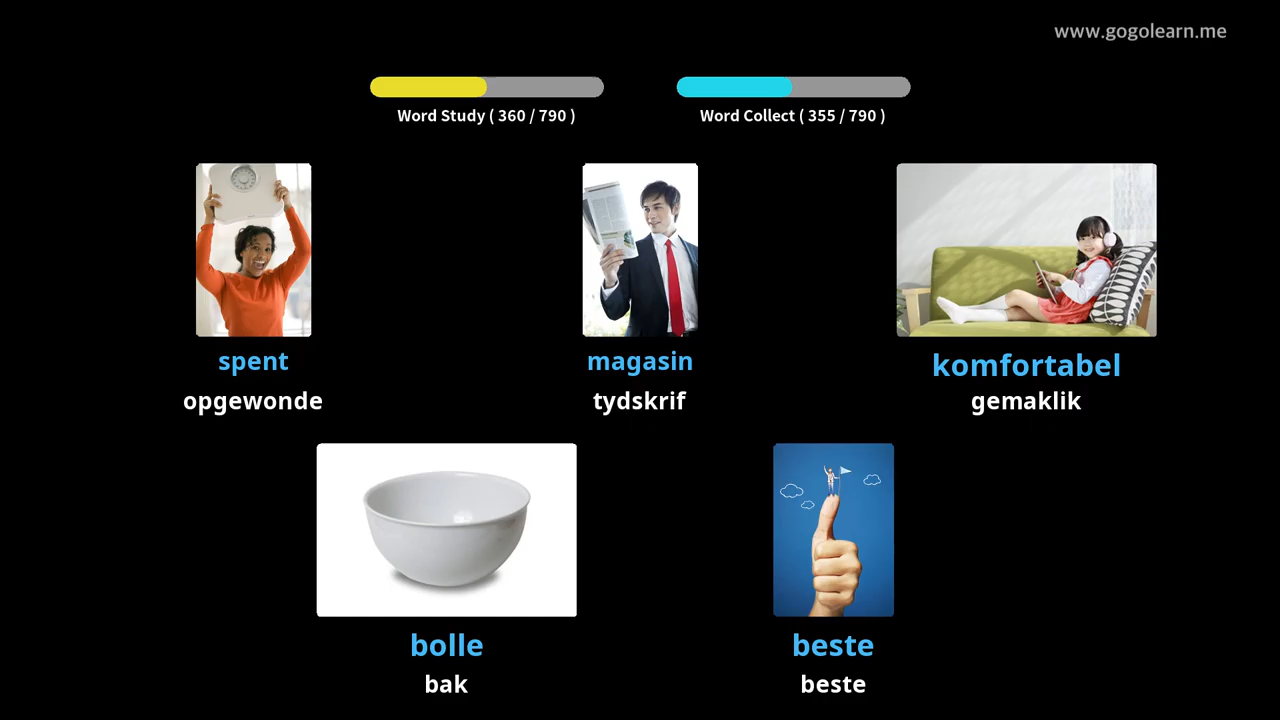 www.gogolearn.me
Word Study ( 360 / 790 )
Word Collect ( 355 / 790 )
spent
opgewonde
magasin
tydskrif
komfortabel
gemaklik
bolle
bak
beste
beste